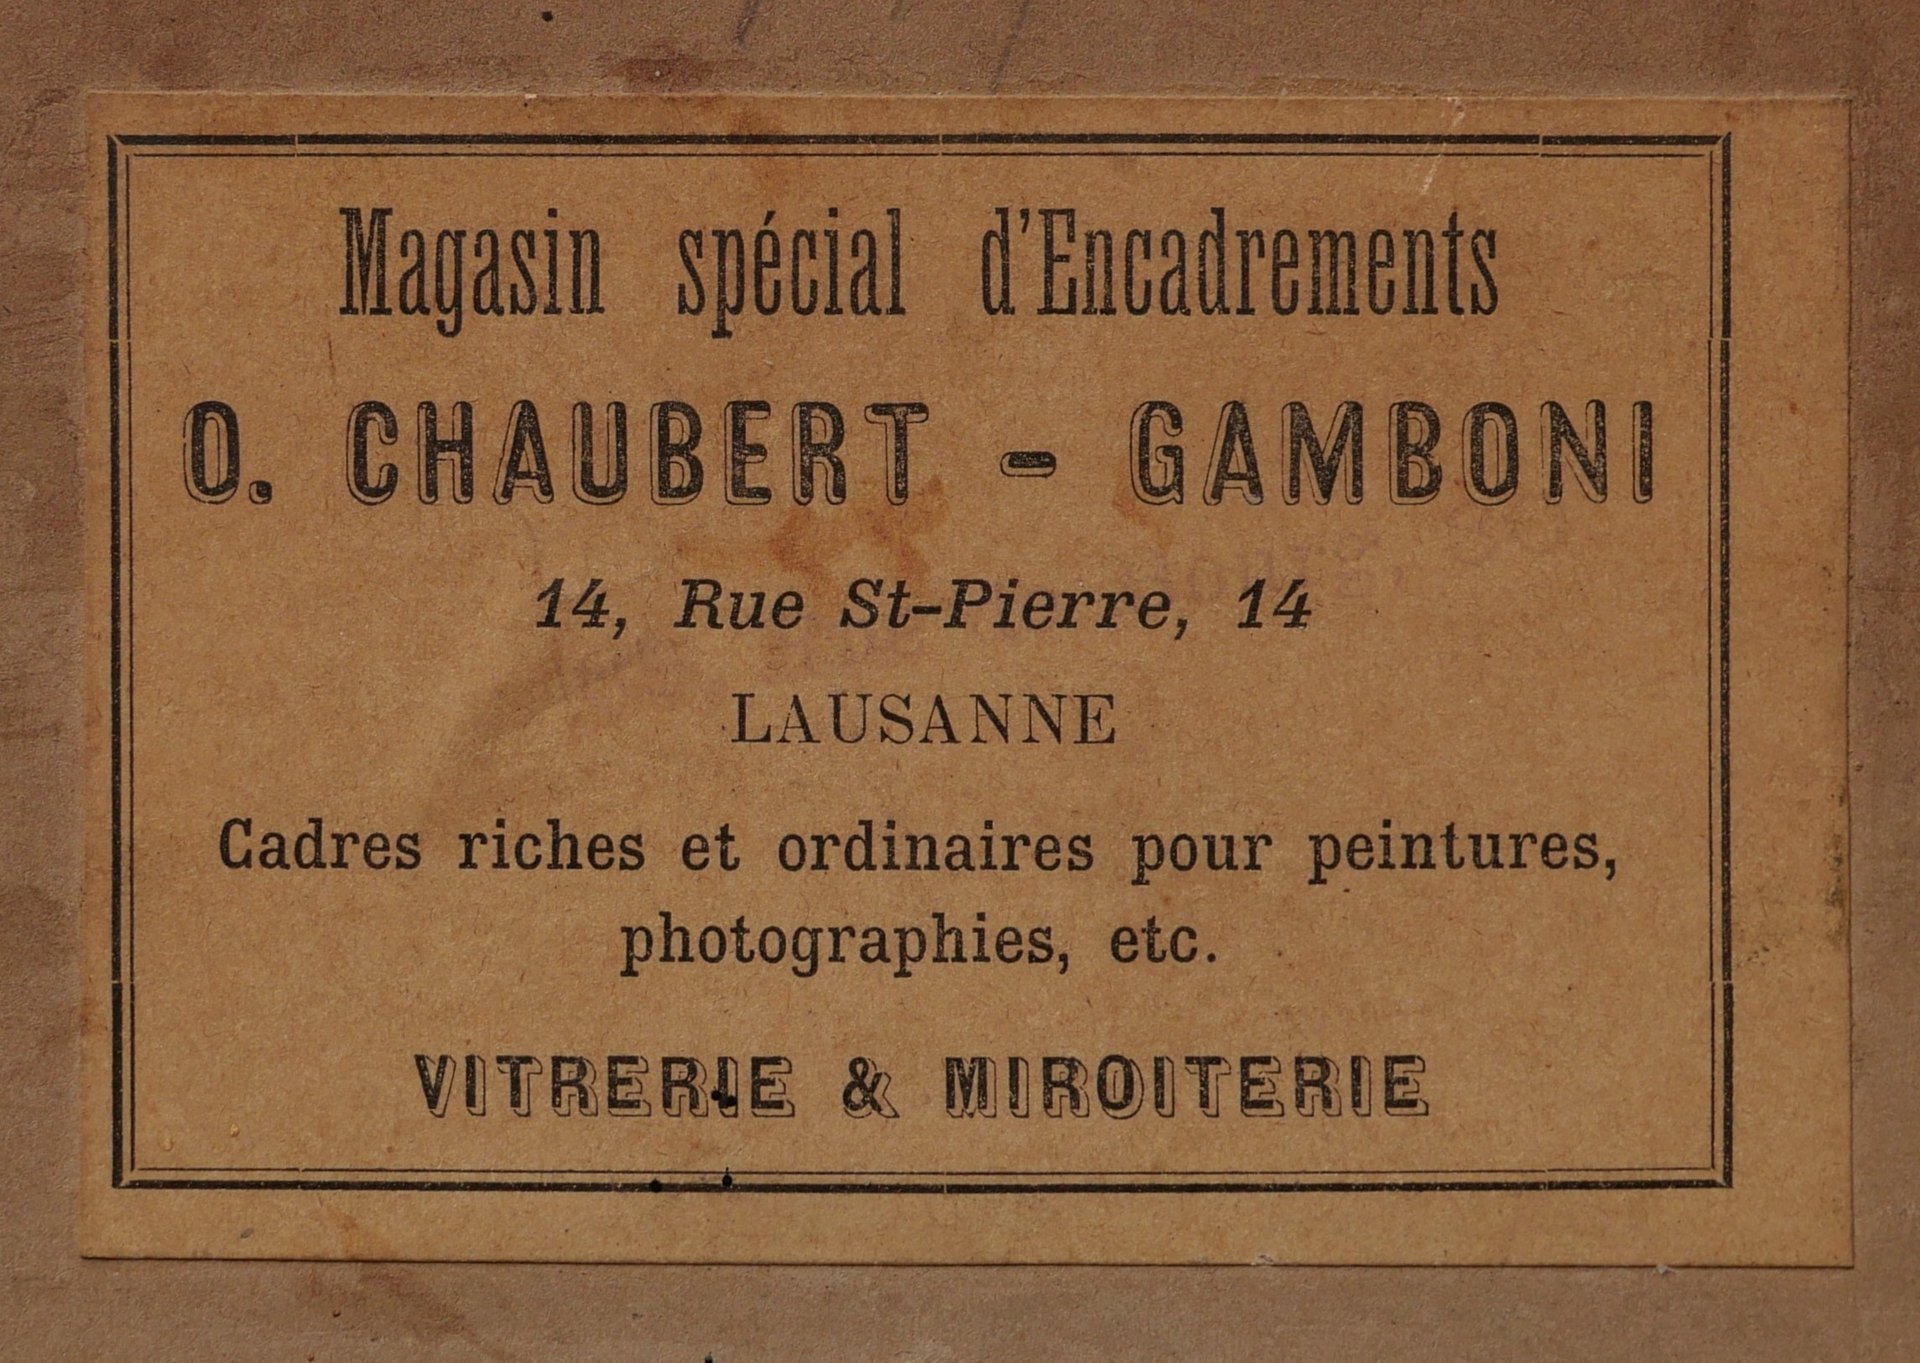 Magasin spécial d'Encadrements
O. CHAUBERT - GAMBONI
14, Rue St-Pierre, 14
LAUSANNE
Cadres riches et ordinaires pour peintures,
photographies, etc.
VITRERIE & MIROITERIE